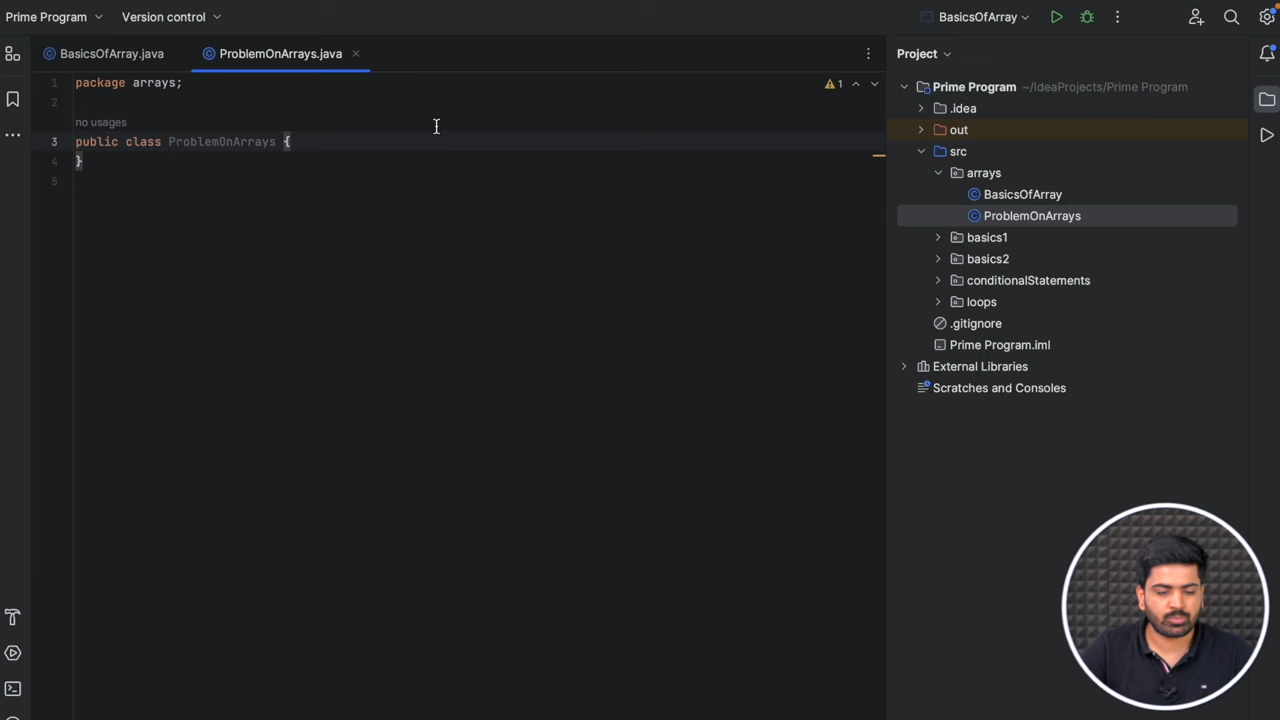 Prime Program
Version control
BasicsOfArray
BasicsOfArray.java
ProblemOnArrays.java
Project
1 package arrays;
1
2
no usages
3 public class ProblemOnArrays {
4 }
5
Prime Program ~/IdeaProjects/Prime Program
.idea
out
src
arrays
BasicsOfArray
ProblemOnArrays
basics1
basics2
conditionalStatements
loops
.gitignore
Prime Program.iml
External Libraries
Scratches and Consoles